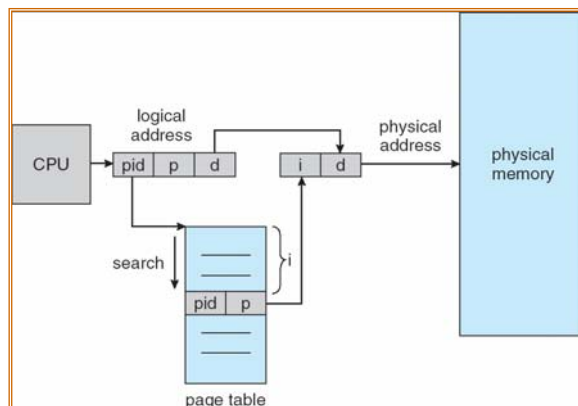 logical
address
physical
address
CPU
pid p d
i d
physical
memory
search
i
pid p
page table